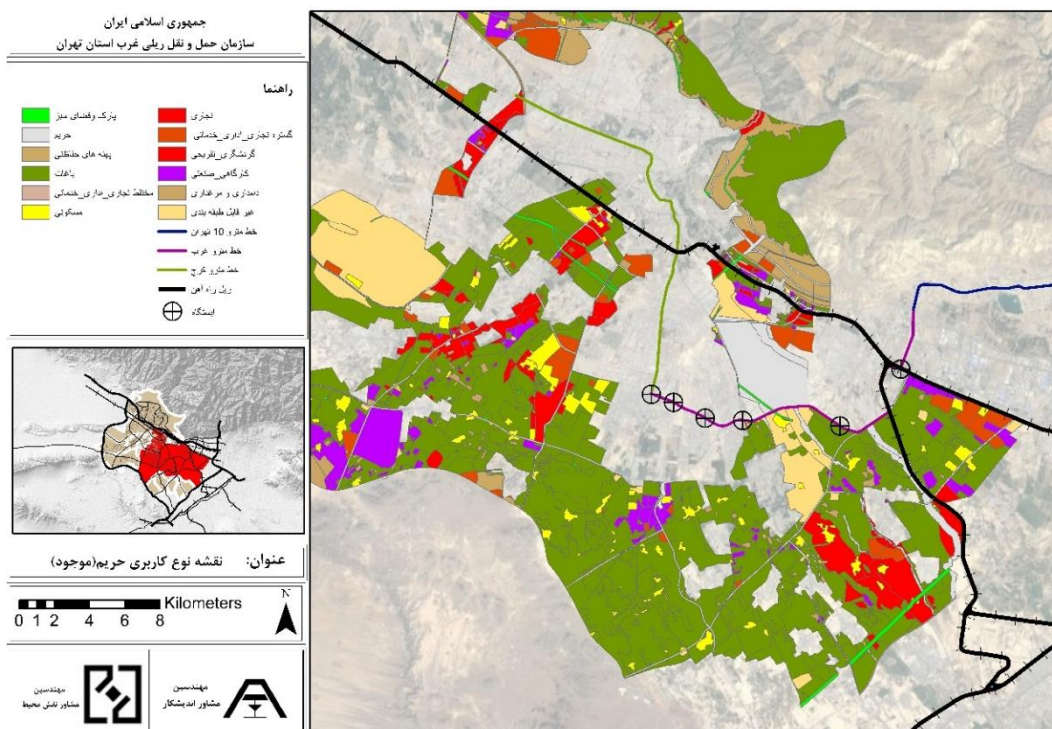 جمهوری اسلامی ایران
سازمان حمل و نقل ریلی غرب استان تهران
راهنما
تجاری
گستره تجاری_اداری_خدماتی
گردشگری_تفریحی
کارگاهی_صنعتی
دامداری و مرغداری
غیر قابل طبقه بندی
خط مترو 10 تهران
خط مترو غرب
خط مترو کرج
ریل راه آهن
ایستگاه
پارک وفضای سبز
حریم
پهنه های حفاظتی
باغات
مختلط تجاری_اداری_خدماتی
مسکونی
عنوان: نقشه نوع کاربری حریم(موجود)
Kilometers
0 1 2 4 6 8
N
مهندسین
مشاور اندیشکار
مهندسین
مشاور نقش محیط